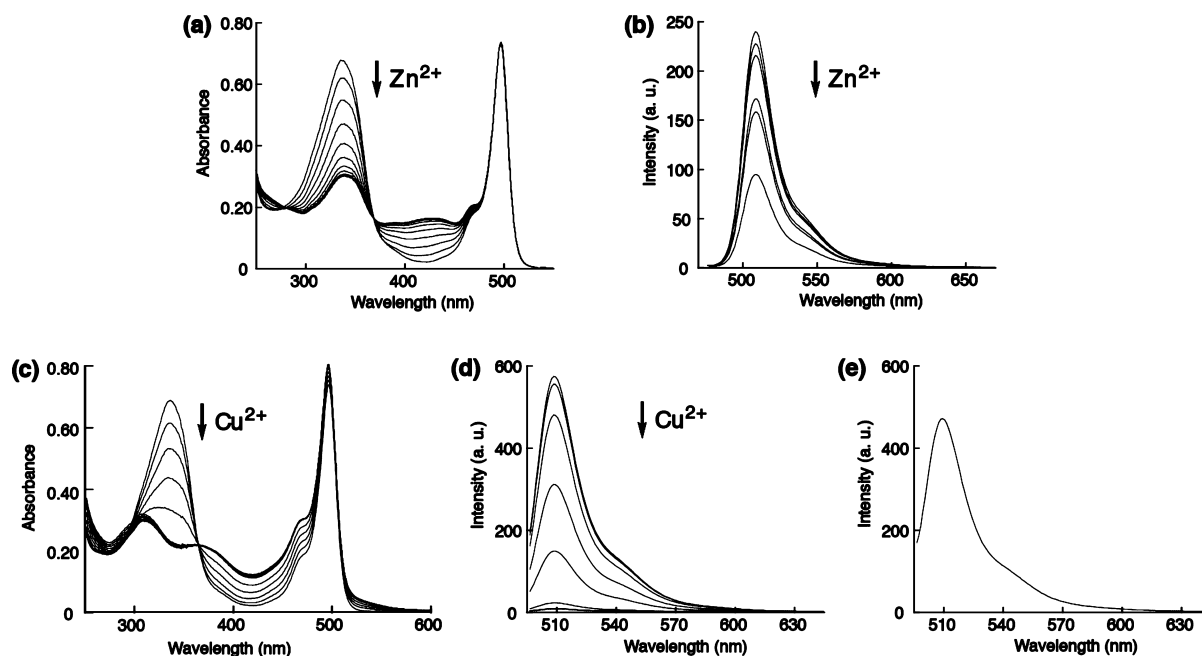 (a)
0.80
0.60
0.40
0.20
0
Absorbance
Zn2+
300 400 500
Wavelength (nm)
(b)
250
200
150
100
50
0
Intensity (a. u.)
Zn2+
500 550 600 650
Wavelength (nm)
(c)
0.80
0.60
0.40
0.20
0
Absorbance
Cu2+
300 400 500 600
Wavelength (nm)
(d)
600
400
200
0
Intensity (a. u.)
Cu2+
510 540 570 600 630
Wavelength (nm)
(e)
600
400
200
0
Intensity (a. u.)
510 540 570 600 630
Wavelength (nm)